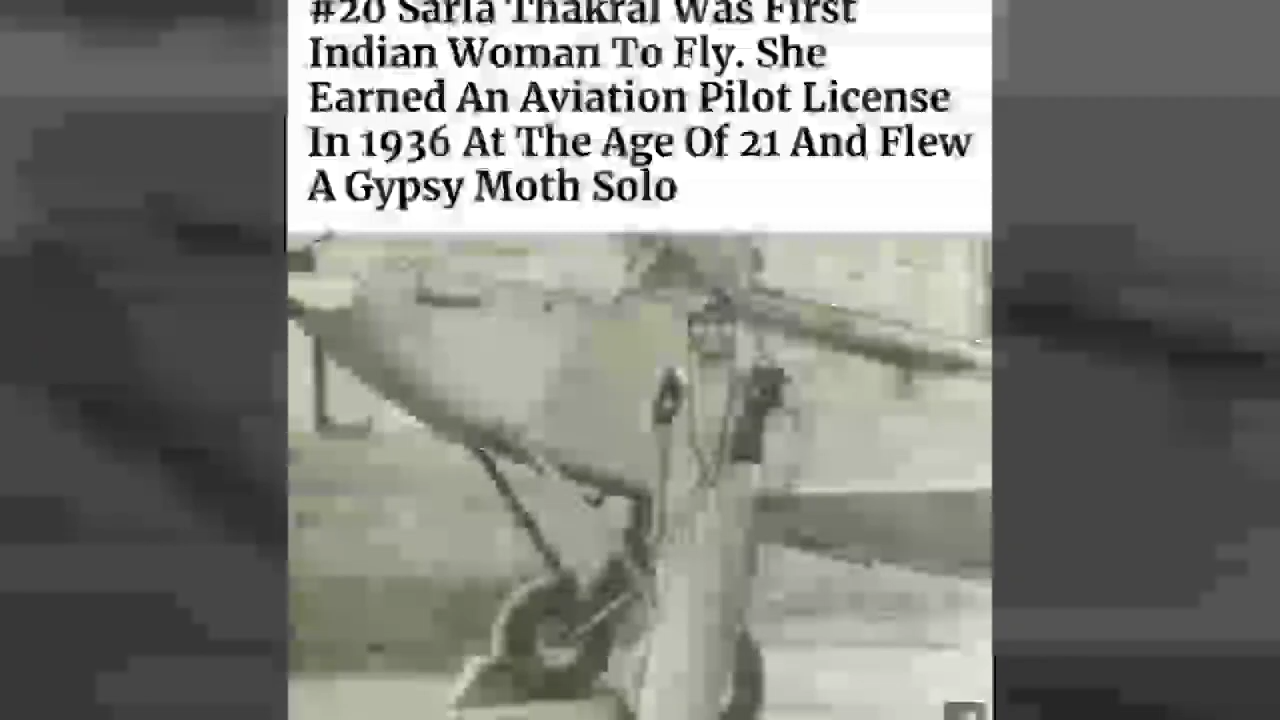 #20 Sarla Thakral Was First
Indian Woman To Fly. She
Earned An Aviation Pilot License
In 1936 At The Age Of 21 And Flew
A Gypsy Moth Solo